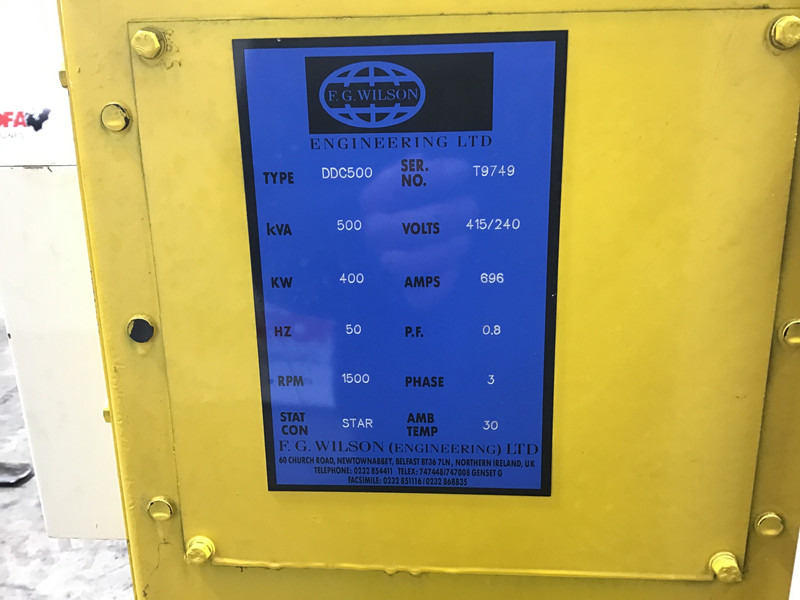 F. G. WILSON
ENGINEERING LTD
TYPE DDC500 SER. NO. T9749
kVA 500 VOLTS 415/240
KW 400 AMPS 696
HZ 50 P.F. 0.8
RPM 1500 PHASE 3
STAT CON STAR AMB TEMP 30
F. G. WILSON (ENGINEERING) LTD
60 CHURCH ROAD, NEWTOWNABBEY, BELFAST BT36 7LN, NORTHERN IRELAND, UK
TELEPHONE: 0232 854411 TELEX: 747448/747008 GENSET G
FACSIMILE: 0232 851116/0232 868835